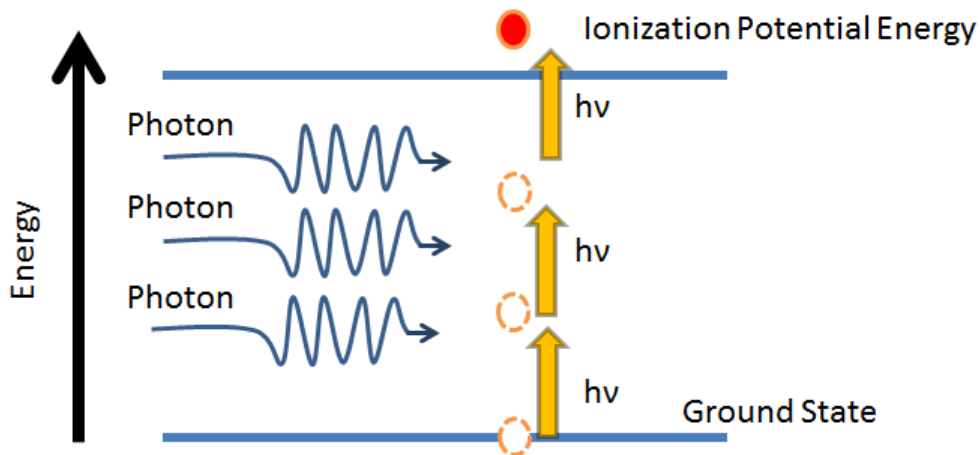 Ionization Potential Energy
hν
Photon
Photon
hν
Energy
Photon
hν
Ground State